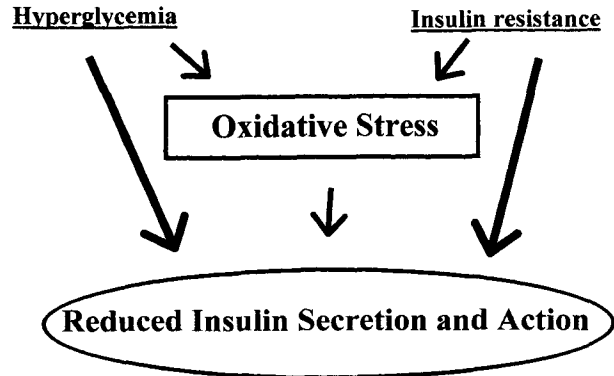 Hyperglycemia
Insulin resistance
Oxidative Stress
Reduced Insulin Secretion and Action